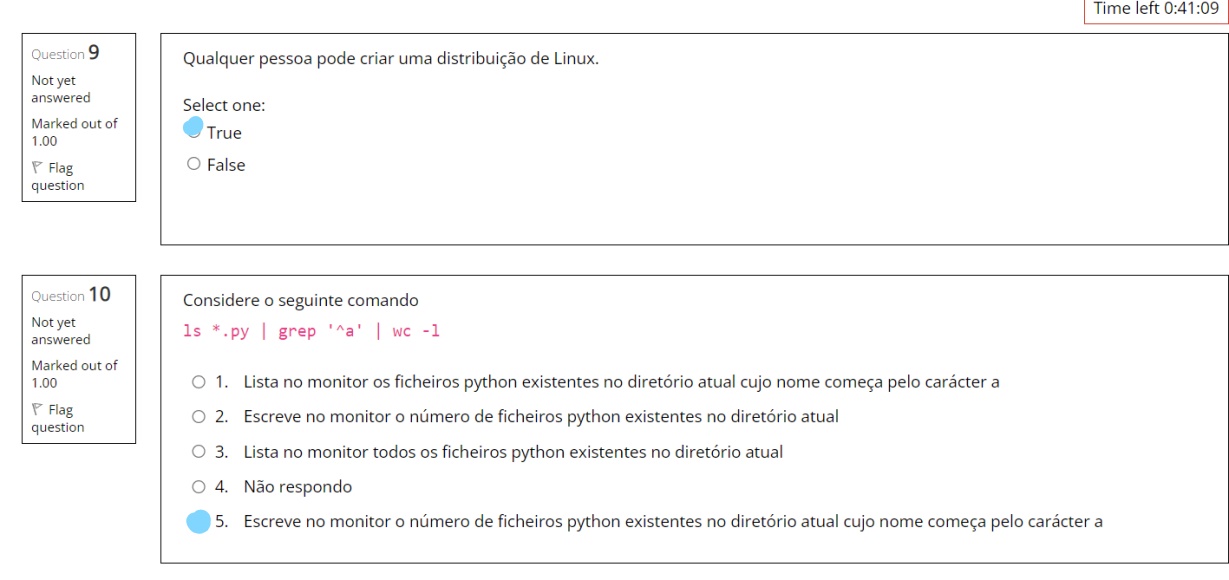 Time left 0:41:09
Question 9
Not yet
answered
Marked out of
1.00
Flag
question
Qualquer pessoa pode criar uma distribuição de Linux.
Select one:
True
False
Question 10
Not yet
answered
Marked out of
1.00
Flag
question
Considere o seguinte comando
ls *.py | grep '^a' | wc -l
1. Lista no monitor os ficheiros python existentes no diretório atual cujo nome começa pelo carácter a
2. Escreve no monitor o número de ficheiros python existentes no diretório atual
3. Lista no monitor todos os ficheiros python existentes no diretório atual
4. Não respondo
5. Escreve no monitor o número de ficheiros python existentes no diretório atual cujo nome começa pelo carácter a